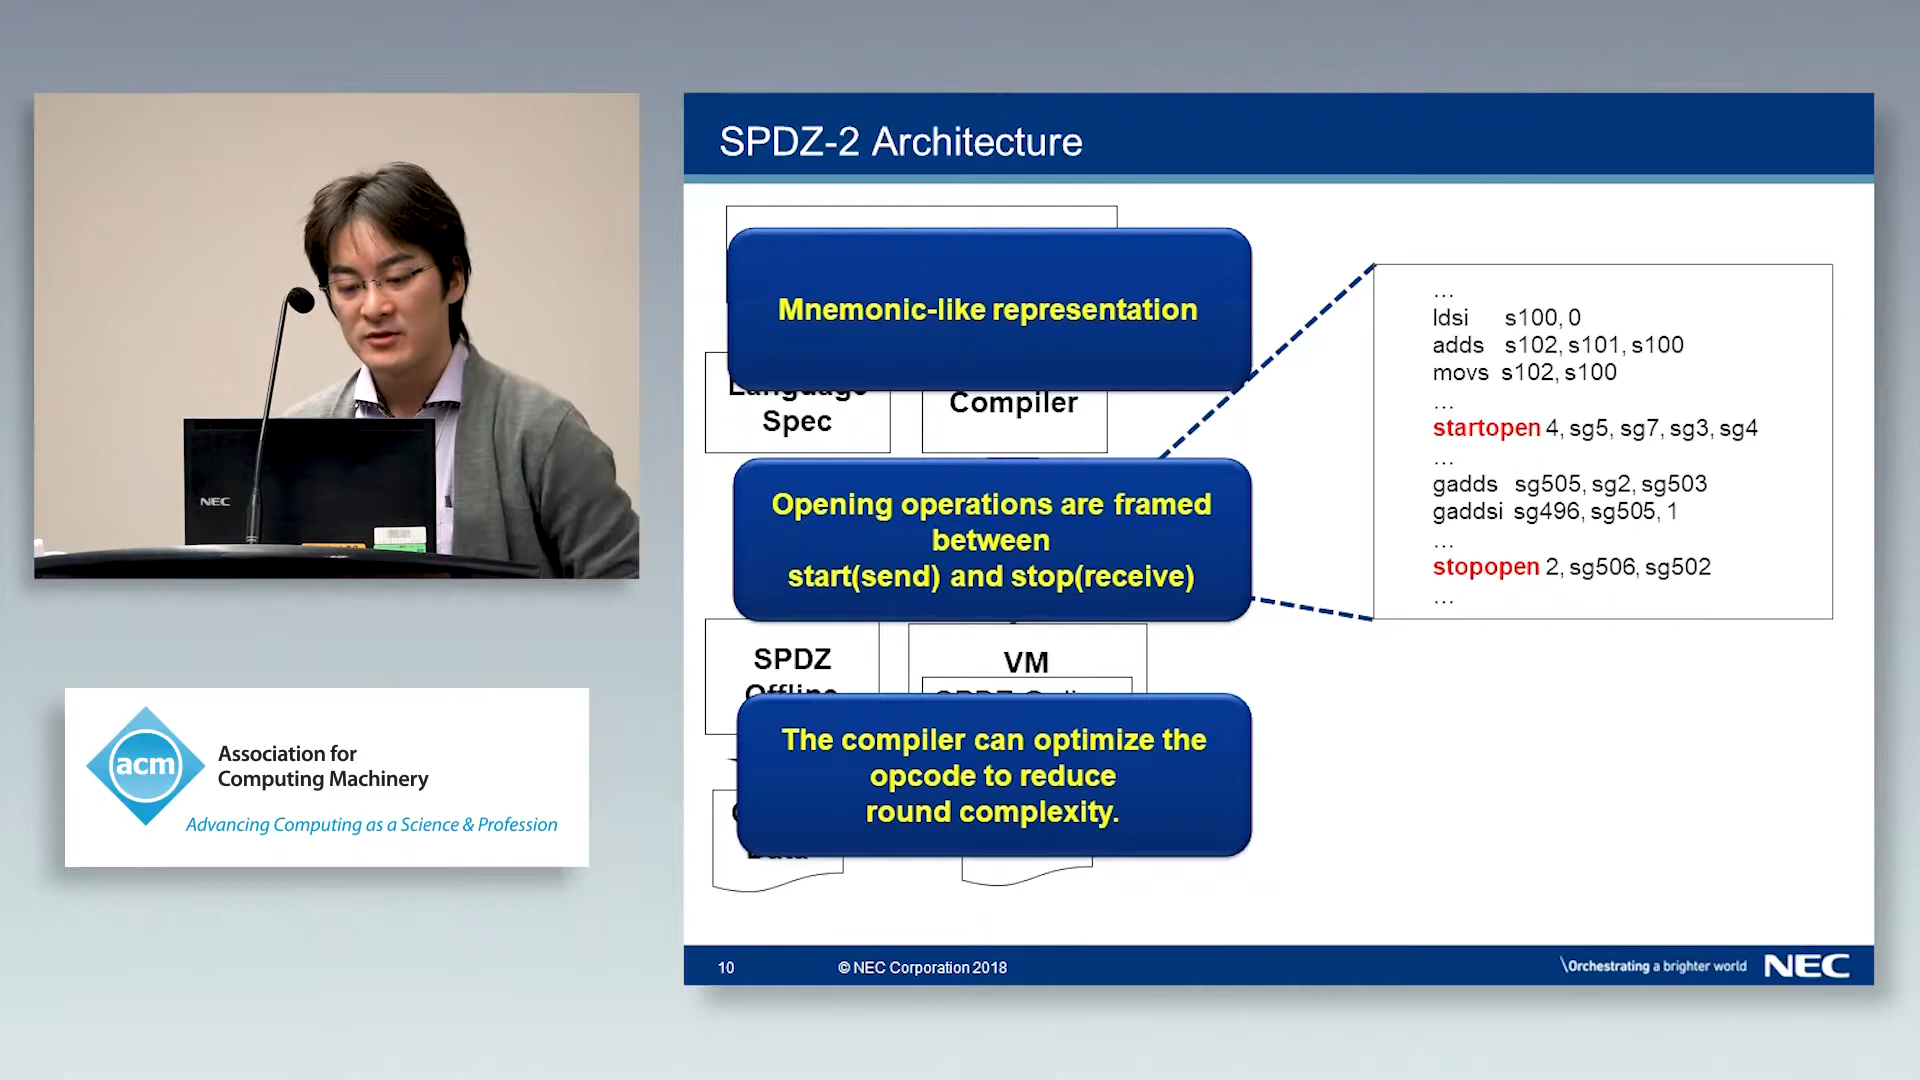 SPDZ-2 Architecture
Mnemonic-like representation
Language
Spec
Compiler
Opening operations are framed
between
start(send) and stop(receive)
SPDZ
Offline
VM
The compiler can optimize the
opcode to reduce
round complexity.
Data
...
ldsi s100, 0
adds s102, s101, s100
movs s102, s100
...
startopen 4, sg5, sg7, sg3, sg4
...
gadds sg505, sg2, sg503
gaddsi sg496, sg505, 1
...
stopopen 2, sg506, sg502
...
10
© NEC Corporation 2018
\Orchestrating a brighter world
NEC
NEC
acm
Association for
Computing Machinery
Advancing Computing as a Science & Profession